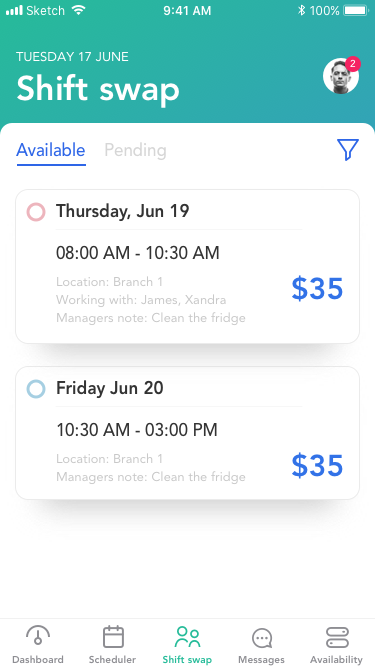 Sketch 9:41 AM 100%
TUESDAY 17 JUNE
Shift swap
2
Available Pending
Thursday, Jun 19
08:00 AM - 10:30 AM
Location: Branch 1
$35
Working with: James, Xandra
Managers note: Clean the fridge
Friday Jun 20
10:30 AM - 03:00 PM
Location: Branch 1
$35
Managers note: Clean the fridge
Dashboard Scheduler Shift swap Messages Availability